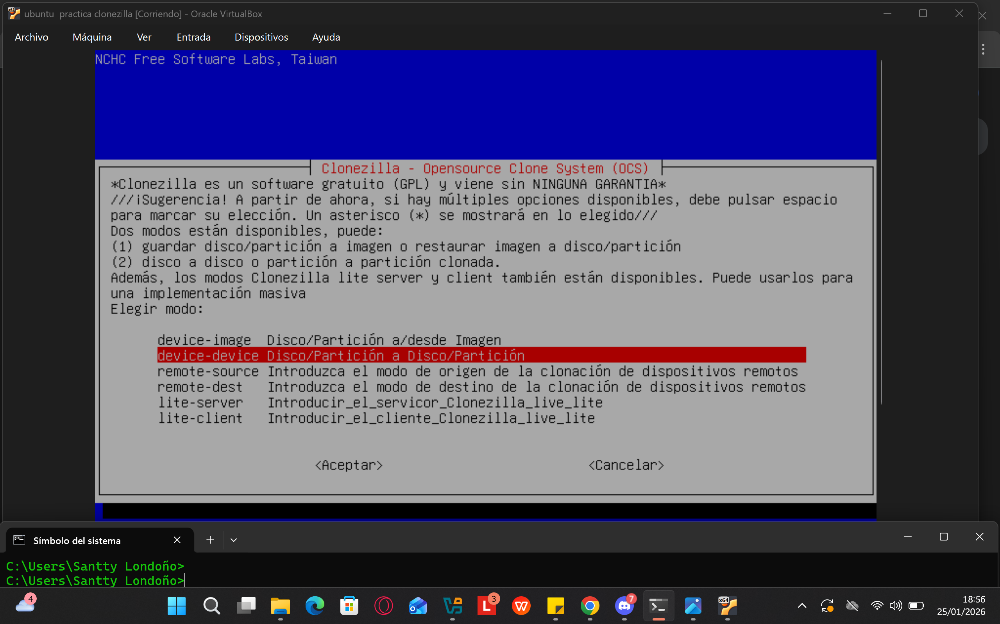 ubuntu  practica clonezilla [Corriendo] - Oracle VirtualBox
Archivo Máquina Ver Entrada Dispositivos Ayuda
NCHC Free Software Labs, Taiwan
Clonezilla - Opensource Clone System (OCS)
*Clonezilla es un software gratuito (GPL) y viene sin NINGUNA GARANTIA*
///¡Sugerencia! A partir de ahora, si hay múltiples opciones disponibles, debe pulsar espacio
para marcar su elección. Un asterisco (*) se mostrará en lo elegido///
Dos modos están disponibles, puede:
(1) guardar disco/partición a imagen o restaurar imagen a disco/partición
(2) disco a disco o partición a partición clonada.
Además, los modos Clonezilla lite server y client también están disponibles. Puede usarlos para
una implementación masiva
Elegir modo:
device-image Disco/Partición a/desde Imagen
device-device Disco/Partición a Disco/Partición
remote-source Introduzca el modo de origen de la clonación de dispositivos remotos
remote-dest Introduzca el modo de destino de la clonación de dispositivos remotos
lite-server Introducir_el_servicor_Clonezilla_live_lite
lite-client Introducir_el_cliente_Clonezilla_live_lite
<Aceptar> <Cancelar>
Símbolo del sistema
C:\Users\Santty Londoño>
C:\Users\Santty Londoño>
4
3
7
x64
18:56
25/01/2026